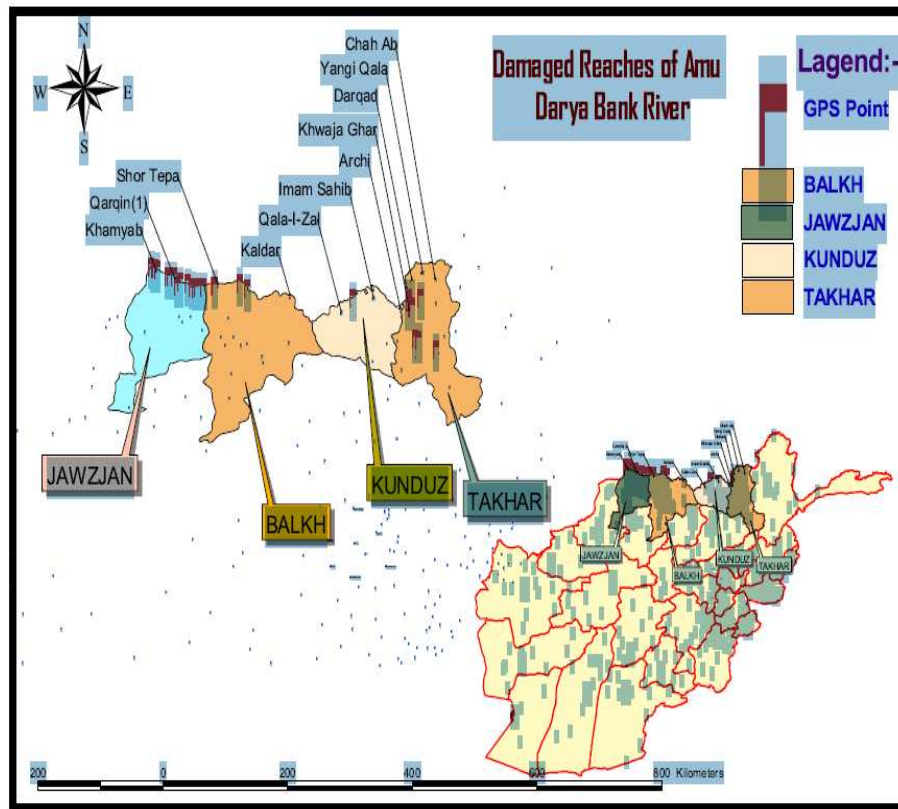 N
W E
S
Damaged Reaches of Amu
Darya Bank River
Lagend:-
GPS Point
BALKH
JAWZJAN
KUNDUZ
TAKHAR
Chah Ab
Yangi Qala
Darqad
Khwaja Ghar
Archi
Imam Sahib
Qala-I-Zal
Kaldar
Shor Tepa
Qarqin(1)
Khamyab
JAWZJAN
BALKH
KUNDUZ
TAKHAR
JAWZJAN
BALKH
KUNDUZ
TAKHAR
200 0 200 400 600 800 Kilometers